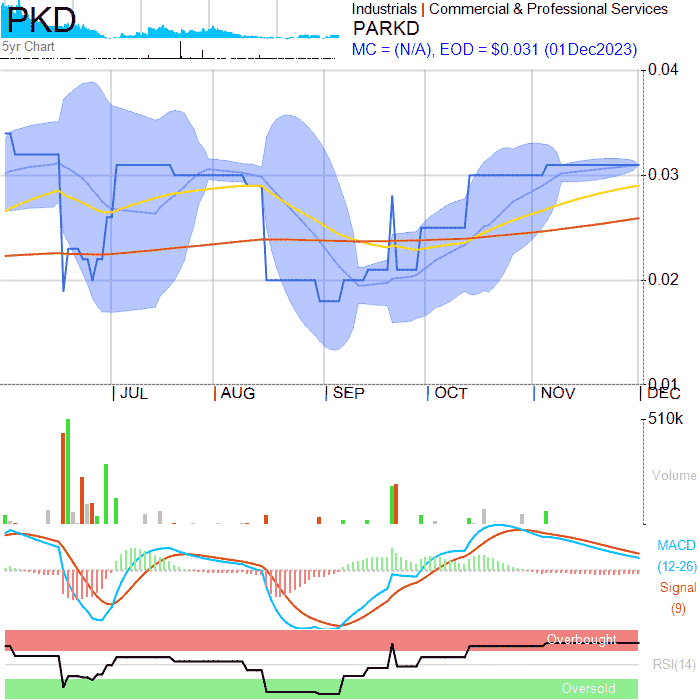 PKD
5yr Chart
Industrials | Commercial & Professional Services
PARKD
MC = (N/A), EOD = $0.031 (01Dec2023)
0.04
0.03
0.02
0.01
JUL
AUG
SEP
OCT
NOV
DEC
510k
Volume
MACD
(12-26)
Signal
(9)
Overbought
RSI(14)
Oversold